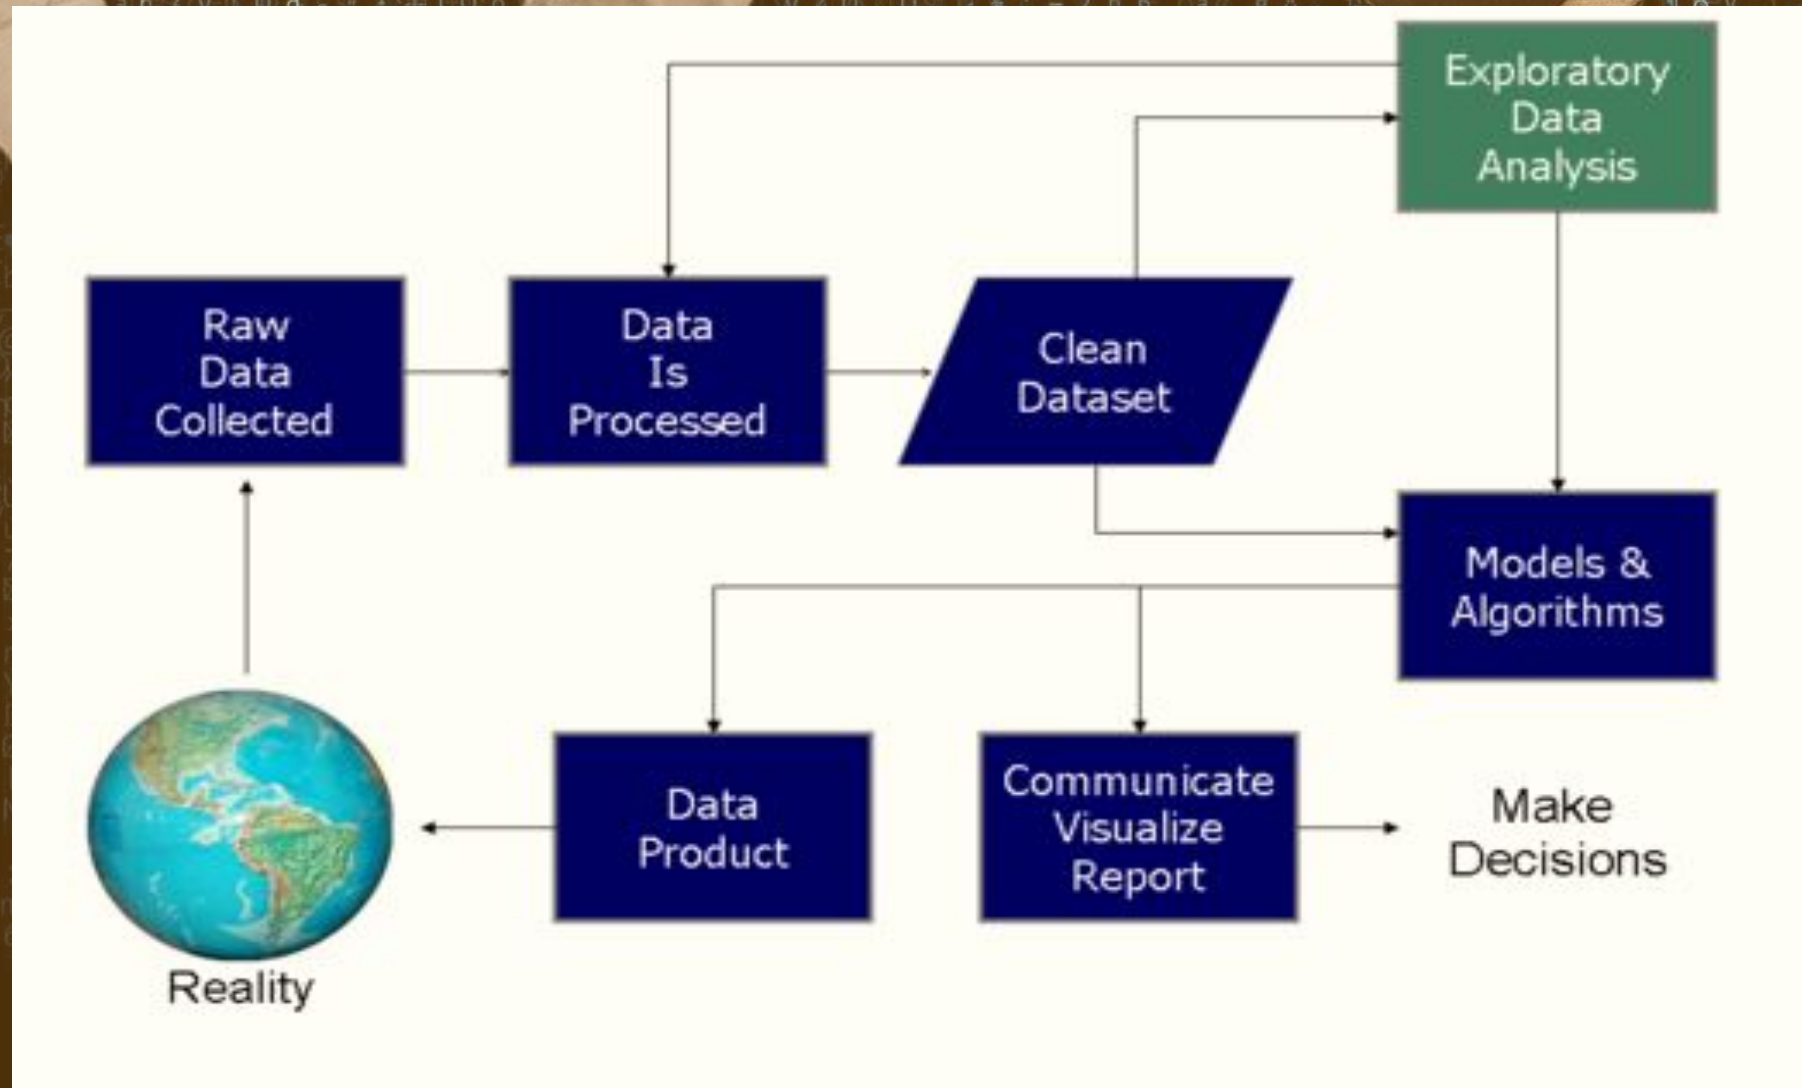 Exploratory
Data
Analysis
Raw
Data
Collected
Data
Is
Processed
Clean
Dataset
Models &
Algorithms
Data
Product
Communicate
Visualize
Report
Make
Decisions
Reality